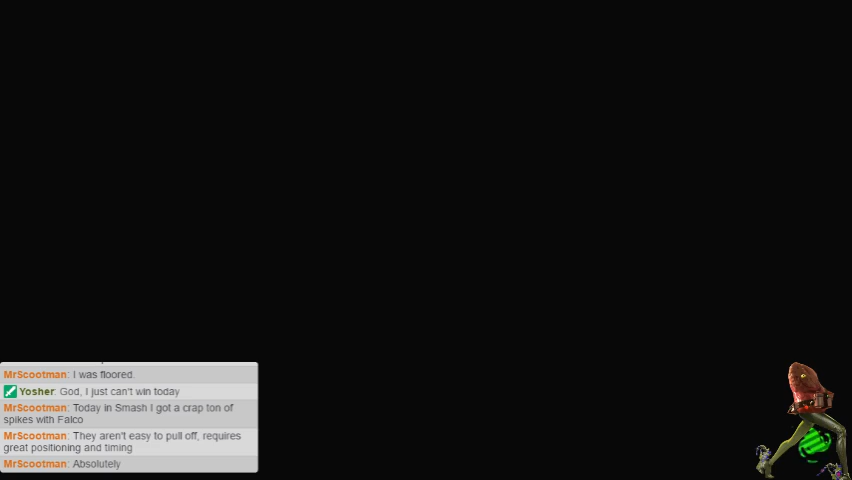 MrScootman: I was floored.
Yosher: God, I just can't win today
MrScootman: Today in Smash I got a crap ton of
spikes with Falco
MrScootman: They aren't easy to pull off, requires
great positioning and timing
MrScootman: Absolutely